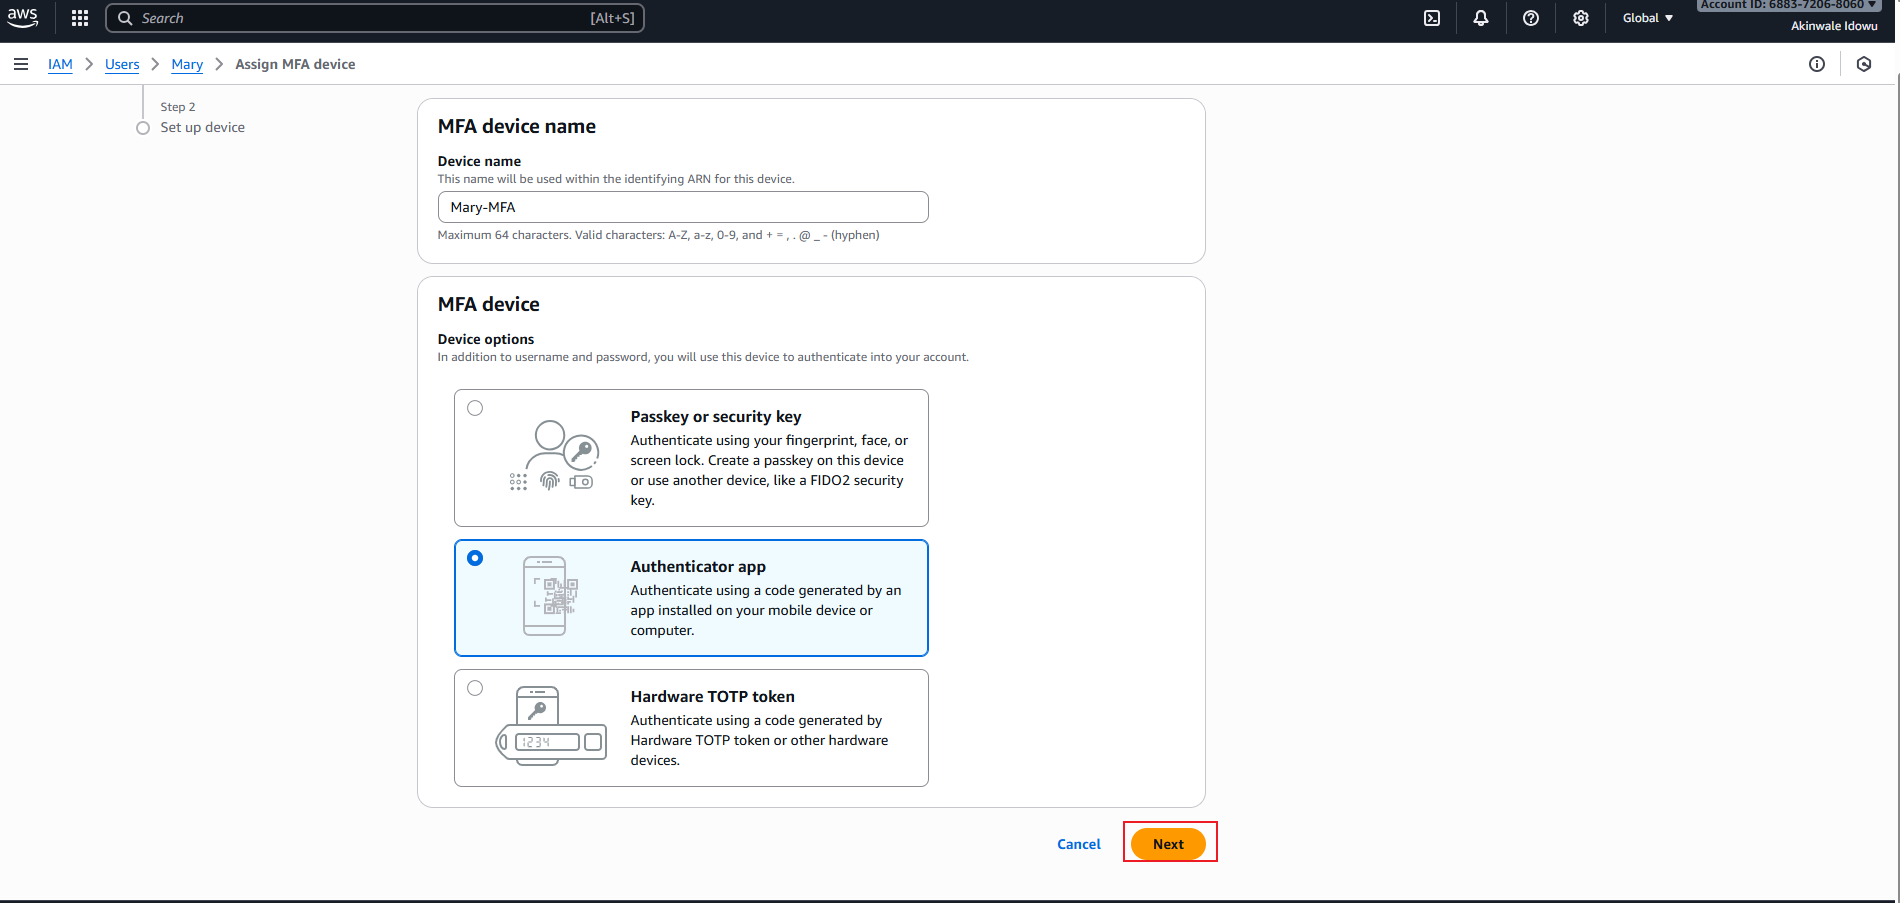 aws
Search
[Alt+S]
Global
Account ID: 6883-7206-8060
Akinwale Idowu
IAM > Users > Mary > Assign MFA device
Step 2
Set up device
MFA device name
Device name
This name will be used within the identifying ARN for this device.
Mary-MFA
Maximum 64 characters. Valid characters: A-Z, a-z, 0-9, and + = , . @ _ - (hyphen)
MFA device
Device options
In addition to username and password, you will use this device to authenticate into your account.
Passkey or security key
Authenticate using your fingerprint, face, or
screen lock. Create a passkey on this device
or use another device, like a FIDO2 security
key.
Authenticator app
Authenticate using a code generated by an
app installed on your mobile device or
computer.
1234
Hardware TOTP token
Authenticate using a code generated by
Hardware TOTP token or other hardware
devices.
Cancel
Next